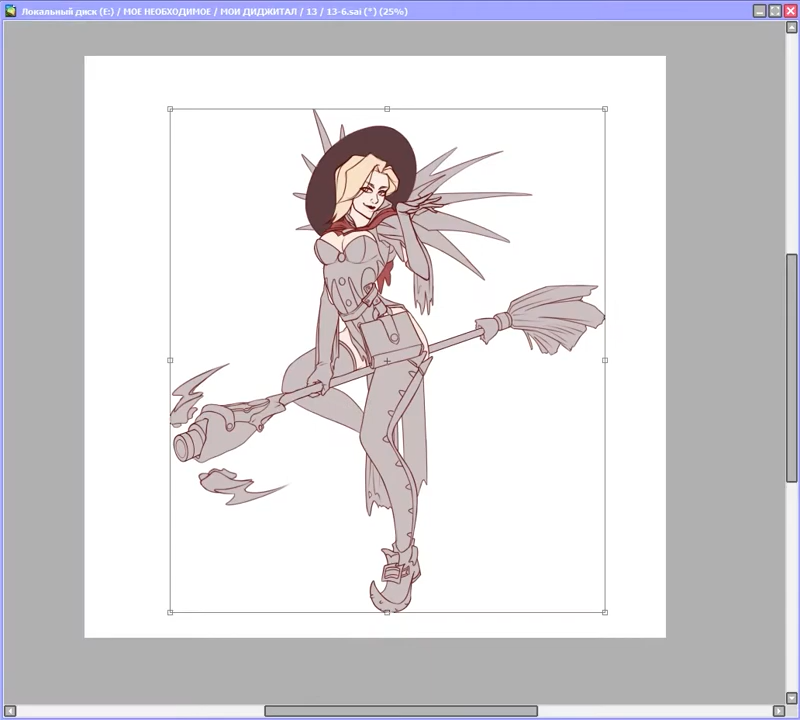 Локальный диск (E:) / МОЕ НЕОБХОДИМОЕ / МОИ ДИДЖИТАЛ / 13 / 13-6.sai (*) (25%)